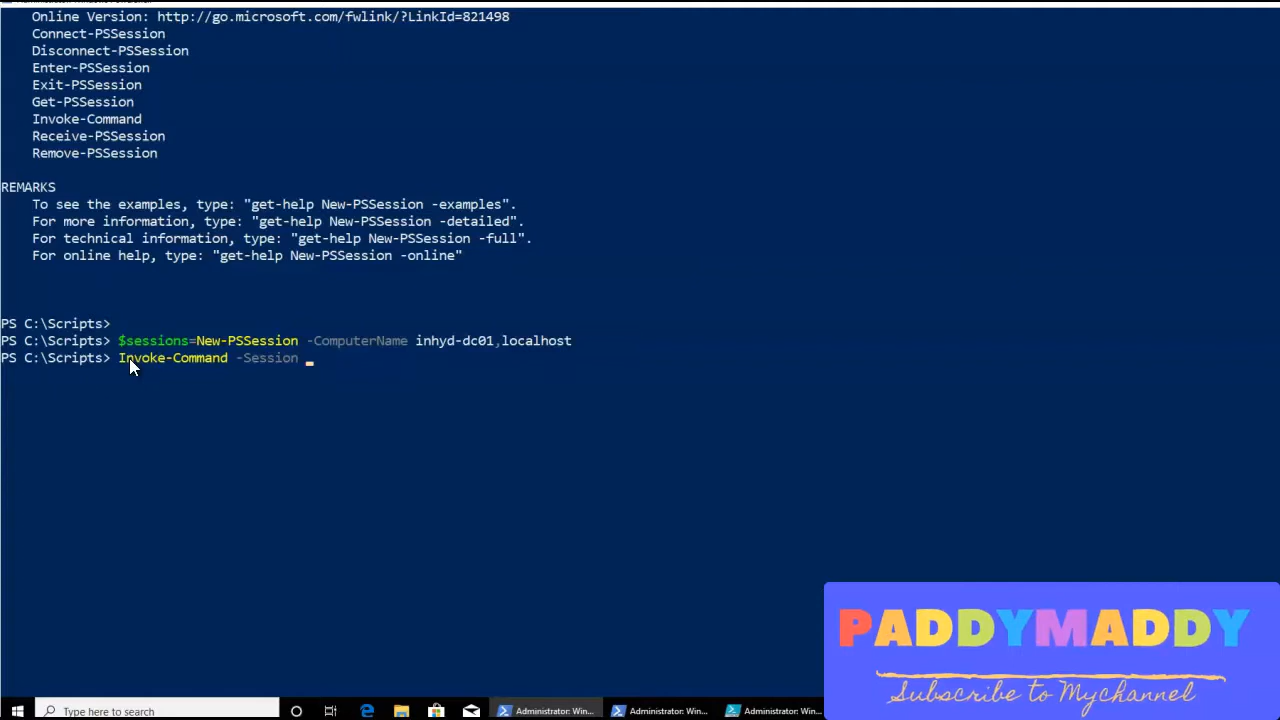 Online Version: http://go.microsoft.com/fwlink/?LinkId=821498
Connect-PSSession
Disconnect-PSSession
Enter-PSSession
Exit-PSSession
Get-PSSession
Invoke-Command
Receive-PSSession
Remove-PSSession
REMARKS
To see the examples, type: "get-help New-PSSession -examples".
For more information, type: "get-help New-PSSession -detailed".
For technical information, type: "get-help New-PSSession -full".
For online help, type: "get-help New-PSSession -online"
PS C:\Scripts>
PS C:\Scripts> $sessions=New-PSSession -ComputerName inhyd-dc01,localhost
PS C:\Scripts> Invoke-Command -Session
PADDYMADDY
Subscribe to Mychannel
Type here to search
Administrator: Win...
Administrator: Win...
Administrator: Win...